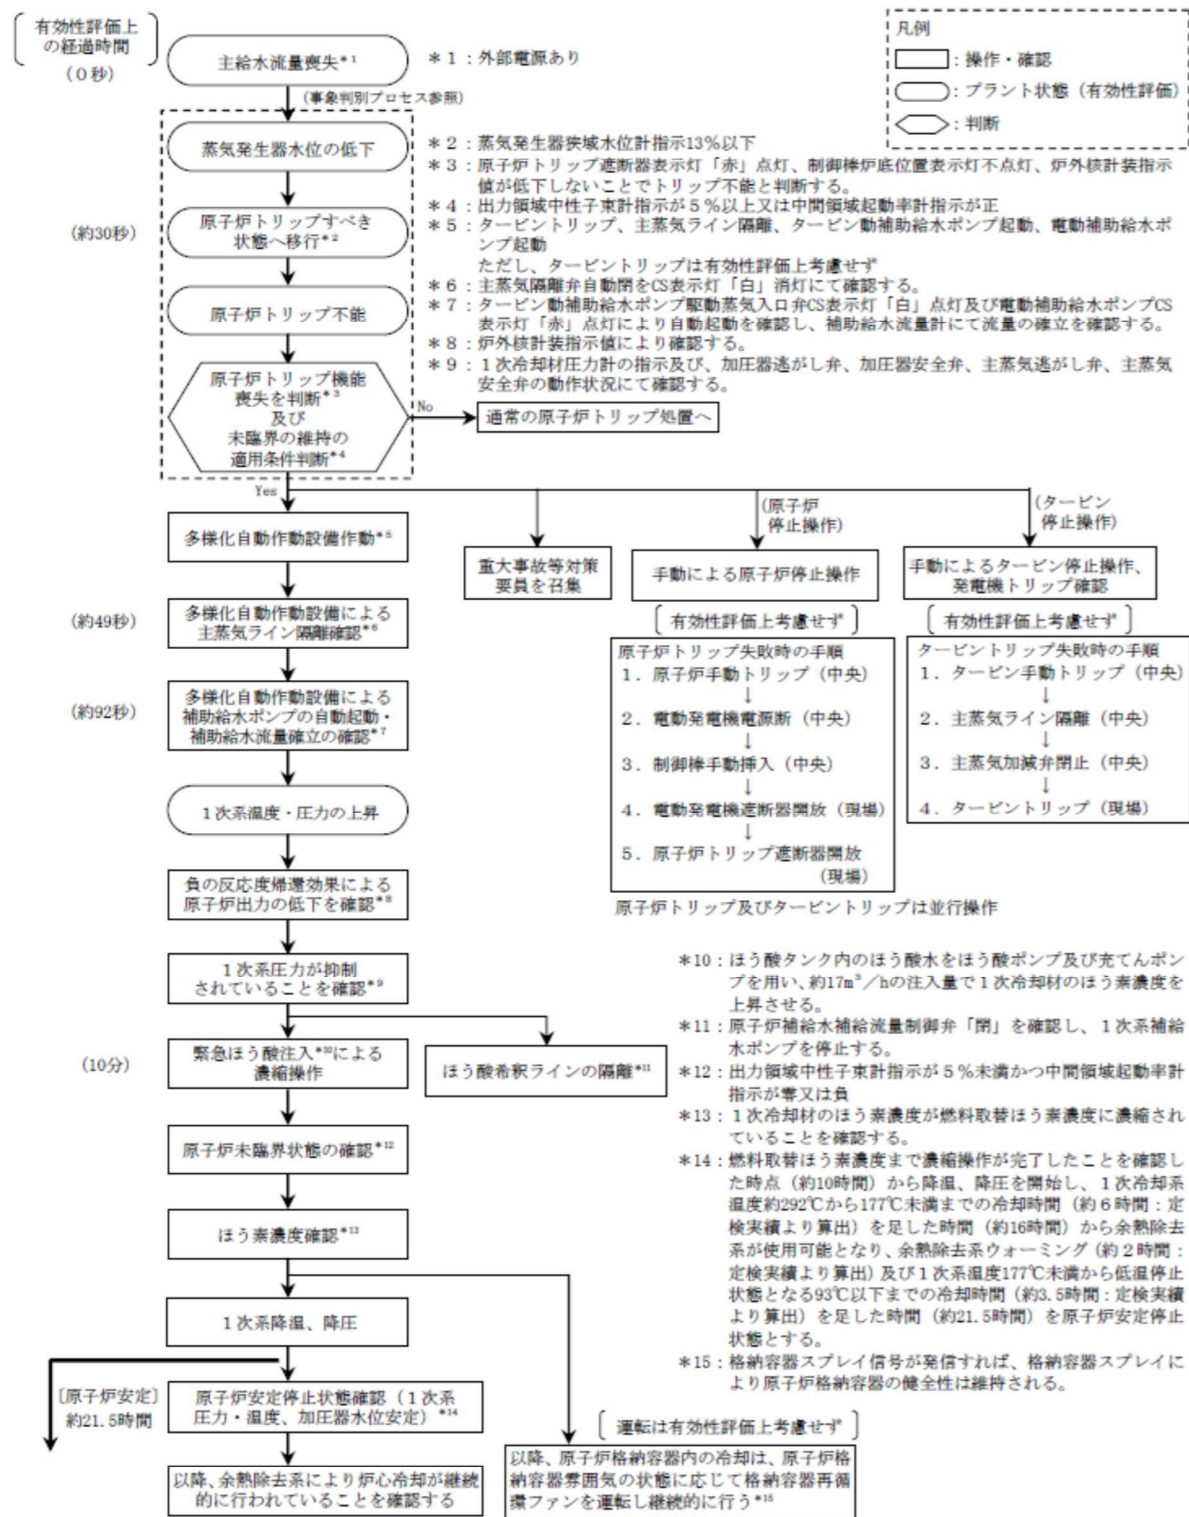 有効性評価上
の経過時間
(0秒)
主給水流量喪失*1
*1:外部電源あり
凡例
:操作・確認
:プラント状態(有効性評価)
:判断
(事象判別プロセス参照)
蒸気発生器水位の低下
*2:蒸気発生器狭域水位計指示13%以下
*3:原子炉トリップ遮断器表示灯「赤」点灯、制御棒炉底位置表示灯不点灯、炉外核計装指示
値が低下しないことでトリップ不能と判断する。
*4:出力領域中性子束計指示が5%以上又は中間領域起動率計指示が正
*5:タービントリップ、主蒸気ライン隔離、タービン動補助給水ポンプ起動、電動補助給水ポ
ンプ起動
ただし、タービントリップは有効性評価上考慮せず
*6:主蒸気隔離弁自動閉をCS表示灯「白」消灯にて確認する。
*7:タービン動補助給水ポンプ駆動蒸気入口弁CS表示灯「白」点灯及び電動補助給水ポンプCS
表示灯「赤」点灯により自動起動を確認し、補助給水流量計にて流量の確立を確認する。
*8:炉外核計装指示値により確認する。
*9:1次冷却材圧力計の指示及び、加圧器逃がし弁、加圧器安全弁、主蒸気逃がし弁、主蒸気
安全弁の動作状況にて確認する。
(約30秒)
原子炉トリップすべき
状態へ移行*2
原子炉トリップ不能
原子炉トリップ機能
喪失を判断*3
及び
未臨界の維持の
適用条件判断*4
No
通常の原子炉トリップ処置へ
Yes
多様化自動作動設備作動*5
重大事故等対策
要員を召集
(原子炉
停止操作)
手動による原子炉停止操作
(タービン
停止操作)
手動によるタービン停止操作、
発電機トリップ確認
(約49秒)
多様化自動作動設備による
主蒸気ライン隔離確認*6
〔有効性評価上考慮せず〕
原子炉トリップ失敗時の手順
1.原子炉手動トリップ(中央)
↓
2.電動発電機電源断(中央)
↓
3.制御棒手動挿入(中央)
↓
4.電動発電機遮断器開放(現場)
↓
5.原子炉トリップ遮断器開放
(現場)
〔有効性評価上考慮せず〕
タービントリップ失敗時の手順
1.タービン手動トリップ(中央)
↓
2.主蒸気ライン隔離(中央)
↓
3.主蒸気加減弁閉止(中央)
↓
4.タービントリップ(現場)
原子炉トリップ及びタービントリップは並行操作
(約92秒)
多様化自動作動設備による
補助給水ポンプの自動起動・
補助給水流量確立の確認*7
1次系温度・圧力の上昇
負の反応度帰還効果による
原子炉出力の低下を確認*8
1次系圧力が抑制
されていることを確認*9
(10分)
緊急ほう酸注入*10による
濃縮操作
ほう酸希釈ラインの隔離*11
原子炉未臨界状態の確認*12
ほう素濃度確認*13
1次系降温、降圧
*10:ほう酸タンク内のほう酸水をほう酸ポンプ及び充てんポン
プを用い、約17m³/hの注入量で1次冷却材のほう素濃度を
上昇させる。
*11:原子炉補給水補給流量制御弁「閉」を確認し、1次系補給
水ポンプを停止する。
*12:出力領域中性子束計指示が5%未満かつ中間領域起動率計
指示が零又は負
*13:1次冷却材のほう素濃度が燃料取替ほう素濃度に濃縮され
ていることを確認する。
*14:燃料取替ほう素濃度まで濃縮操作が完了したことを確認し
た時点(約10時間)から降温、降圧を開始し、1次冷却系
温度約292℃から177℃未満までの冷却時間(約6時間:定
検実績より算出)を足した時間(約16時間)から余熱除去
系が使用可能となり、余熱除去系ウォーミング(約2時間:
定検実績より算出)及び1次系温度177℃未満から低温停止
状態となる93℃以下までの冷却時間(約3.5時間:定検実績
より算出)を足した時間(約21.5時間)を原子炉安定停止
状態とする。
*15:格納容器スプレイ信号が発信すれば、格納容器スプレイに
より原子炉格納容器の健全性は維持される。
〔原子炉安定〕
約21.5時間
原子炉安定停止状態確認(1次系
圧力・温度、加圧器水位安定)*14
以降、余熱除去系により炉心冷却が継続
的に行われていることを確認する
〔運転は有効性評価上考慮せず〕
以降、原子炉格納容器内の冷却は、原子炉格
納容器雰囲気の状態に応じて格納容器再循
環ファンを運転し継続的に行う*15